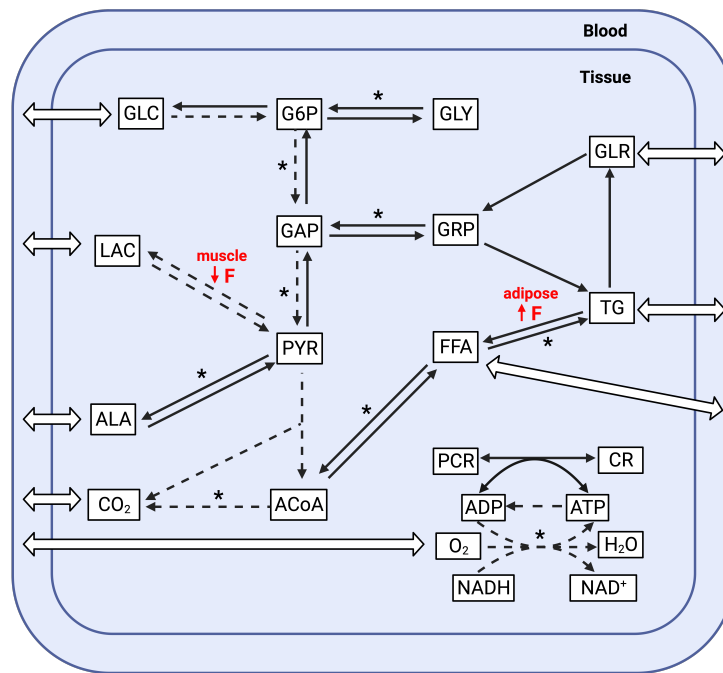 Blood
Tissue
GLC
G6P
*
GLY
*
GLR
GAP
*
GRP
LAC
muscle
↓ F
*
adipose
↑ F
TG
*
PYR
FFA
*
*
ALA
PCR
CR
CO₂
*
ACoA
ADP
ATP
O₂
*
H₂O
NADH
NAD⁺